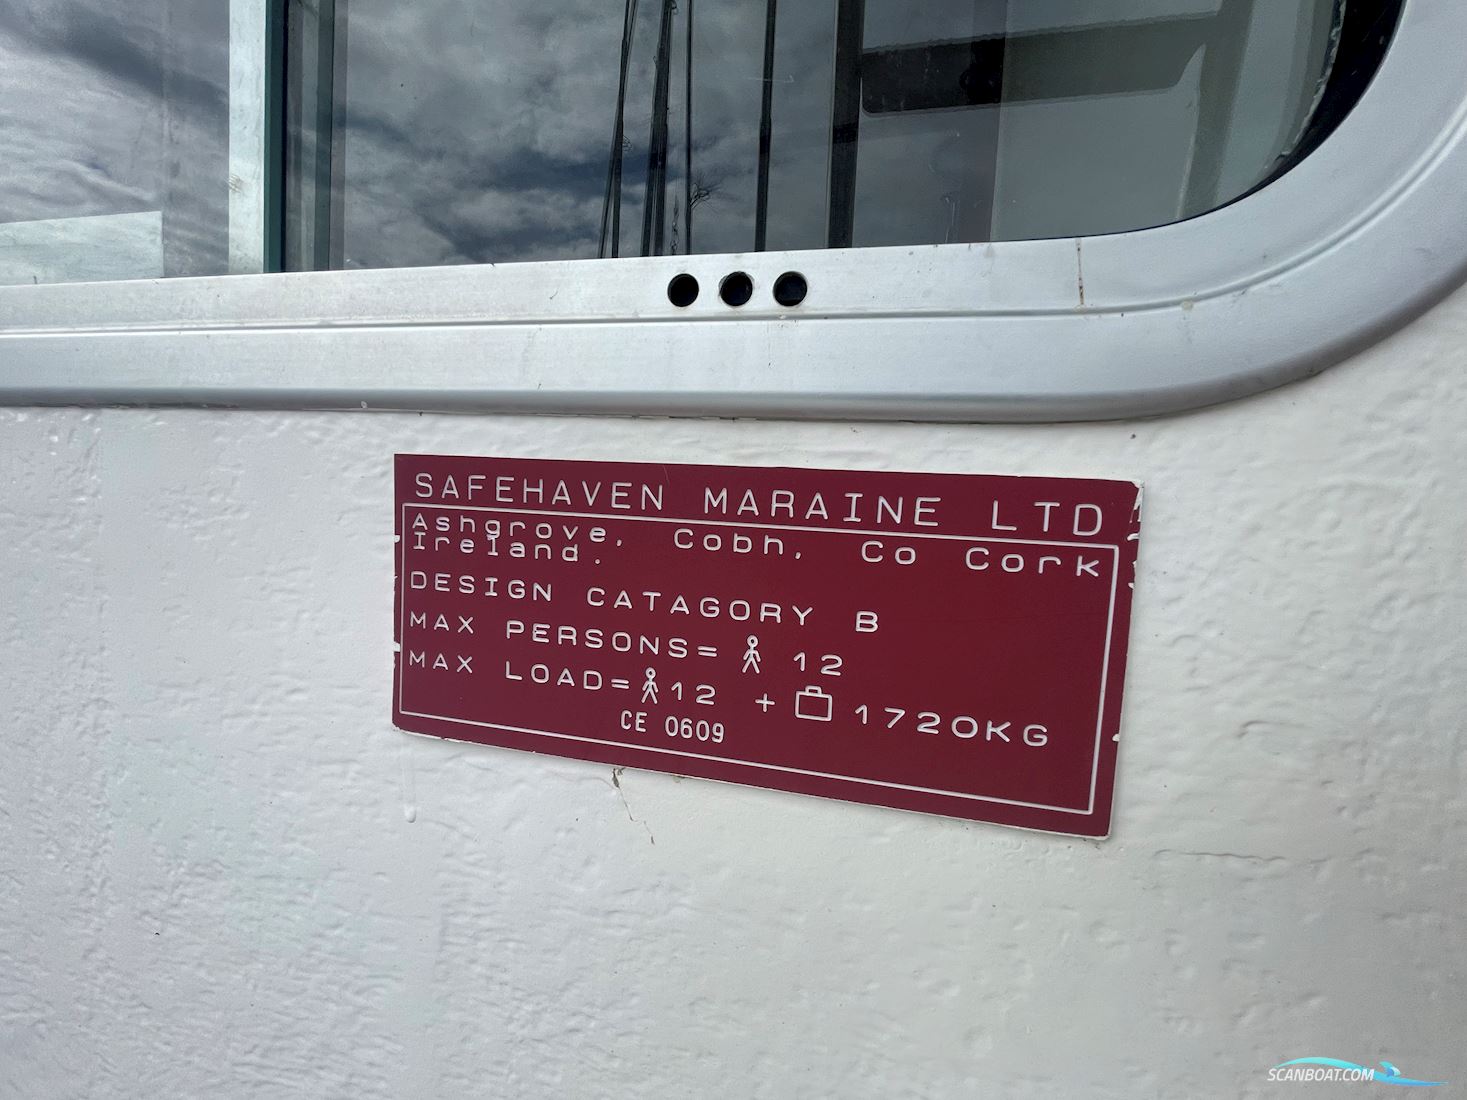 SAFEHAVEN MARAINE LTD
Ashgrove, Cobh, Co Cork
Ireland.
DESIGN CATAGORY B
MAX PERSONS= 12
MAX LOAD= 12 + 1720KG
CE 0609
SCANBOAT.COM